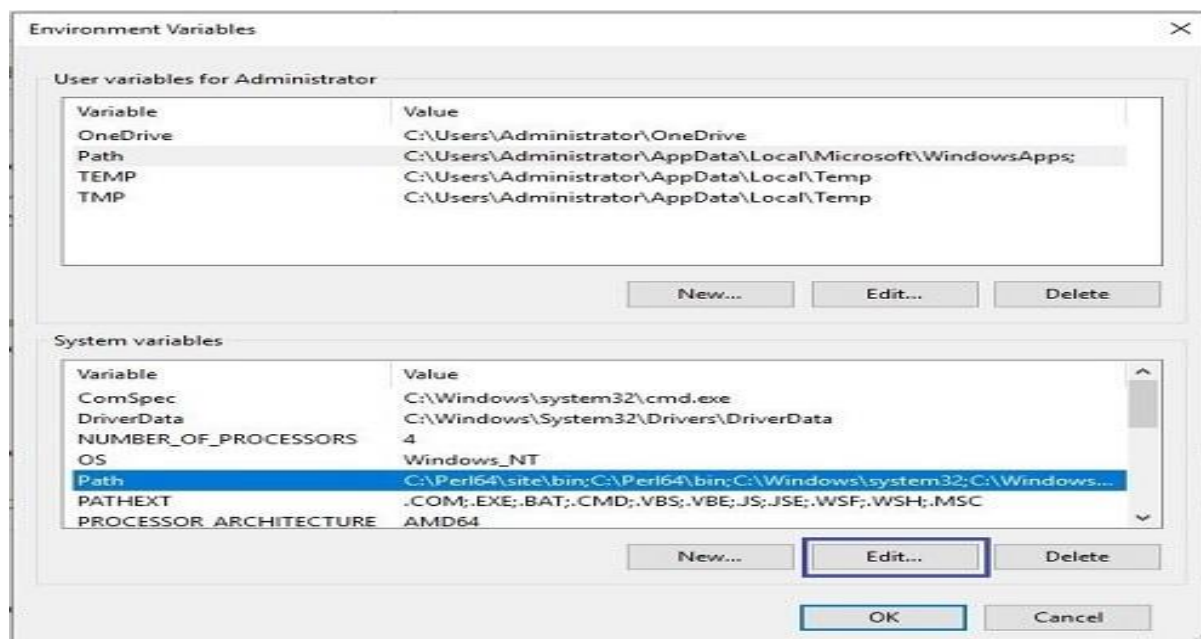 Environment Variables
User variables for Administrator
Variable Value
OneDrive C:\Users\Administrator\OneDrive
Path C:\Users\Administrator\AppData\Local\Microsoft\WindowsApps;
TEMP C:\Users\Administrator\AppData\Local\Temp
TMP C:\Users\Administrator\AppData\Local\Temp
New... Edit... Delete
System variables
Variable Value
ComSpec C:\Windows\system32\cmd.exe
DriverData C:\Windows\System32\Drivers\DriverData
NUMBER_OF_PROCESSORS 4
OS Windows_NT
Path C:\Perl64\site\bin;C:\Perl64\bin;C:\Windows\system32;C:\Windows...
PATHEXT .COM;.EXE;.BAT;.CMD;.VBS;.VBE;.JS;.JSE;.WSF;.WSH;.MSC
PROCESSOR_ARCHITECTURE AMD64
New... Edit... Delete
OK Cancel